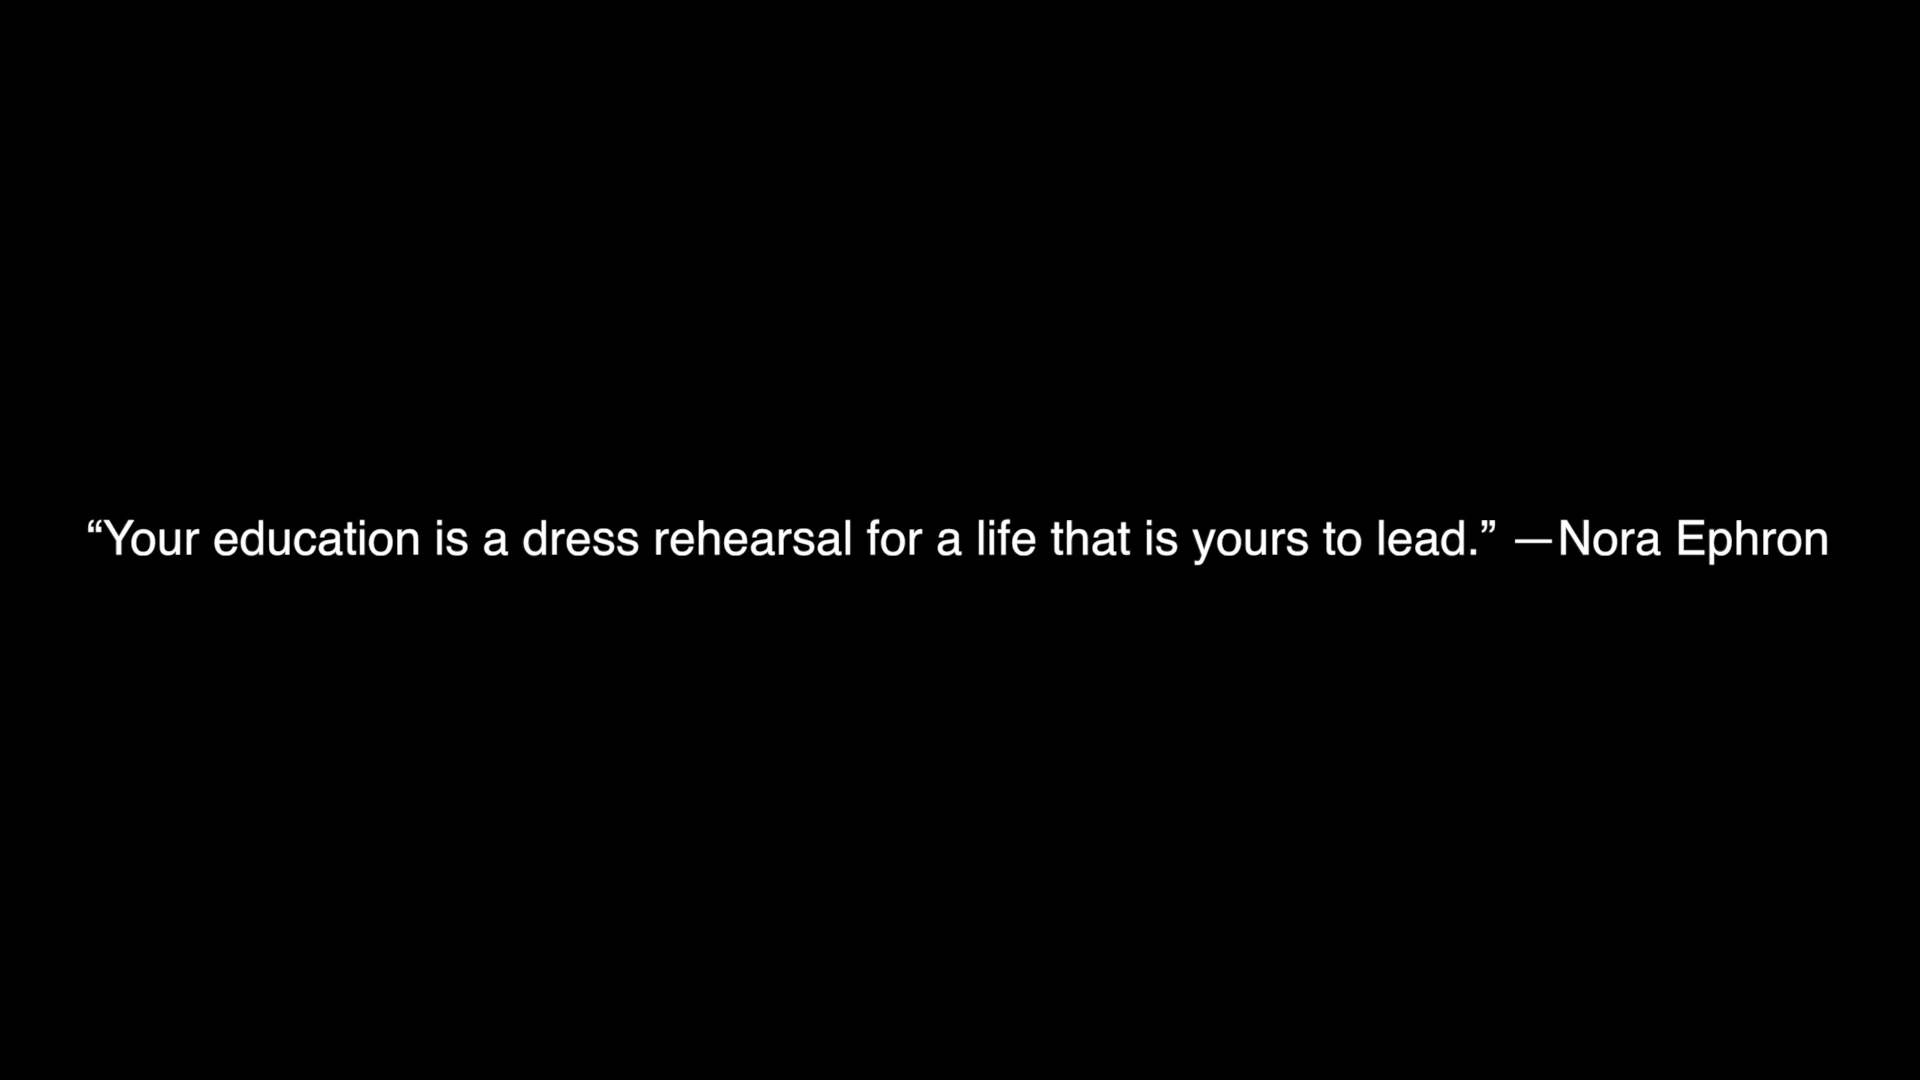 “Your education is a dress rehearsal for a life that is yours to lead.” —Nora Ephron